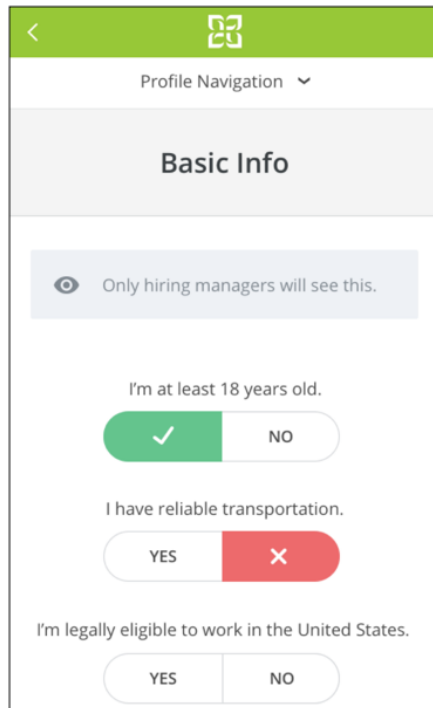 Profile Navigation
Basic Info
Only hiring managers will see this.
I'm at least 18 years old.
NO
I have reliable transportation.
YES
I'm legally eligible to work in the United States.
YES NO